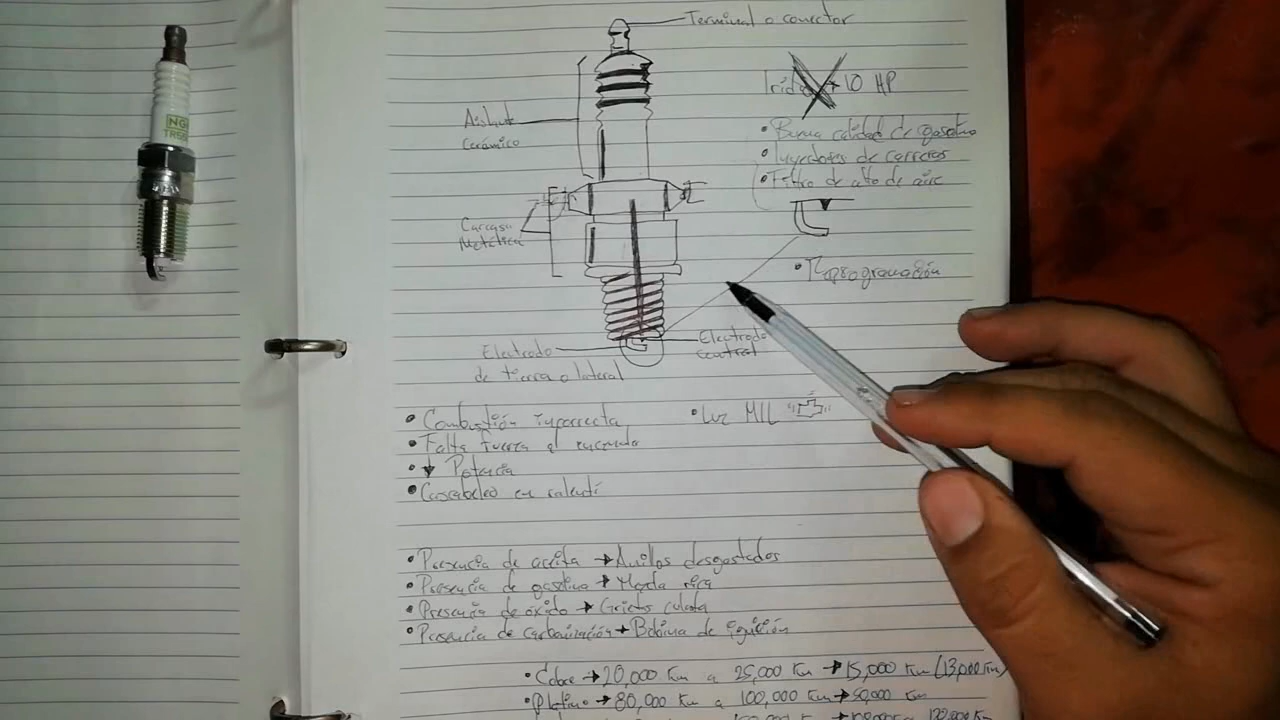 Terminal o conector
Irid + 10 HP
Aislante
cerámico
• Buena calidad de gasolina
• Inyectores de carreras
• Filtro de alto de aire
Carcasa
Metálica
• Reprogramación
Electrodo
central
Electrodo
de tierra o lateral
NG
TR5
• Combustión incorrecta
• Luz MIL
• Falta fuerza al
• ↓ Potencia
• Cascabeleo en ralentí
• Presencia de aceite → Anillos desgastados
• Presencia de gasolina → Mezcla rica
• Presencia de óxido → Grietas culata
• Presencia de carbonización → Bobina de ignición
• Cobre → 20,000 Km a 25,000 Km → 15,000 Km (13,000 Km)
• Platino → 80,000 Km a 100,000 Km → 50,000 Km